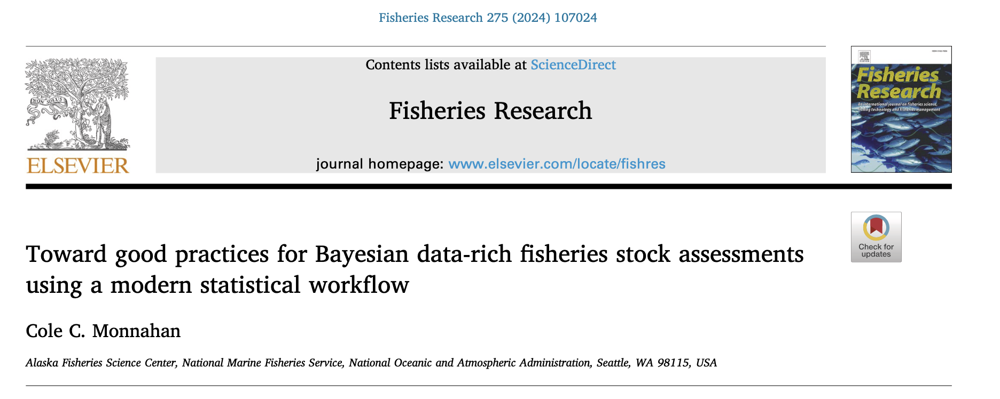 Fisheries Research 275 (2024) 107024
Contents lists available at ScienceDirect
Fisheries Research
journal homepage: www.elsevier.com/locate/fishres
NON SOLUS
ELSEVIER
Fisheries
Research
An international journal on fisheries science,
fishing technology and fisheries management
Check for
updates
Toward good practices for Bayesian data-rich fisheries stock assessments
using a modern statistical workflow
Cole C. Monnahan
Alaska Fisheries Science Center, National Marine Fisheries Service, National Oceanic and Atmospheric Administration, Seattle, WA 98115, USA